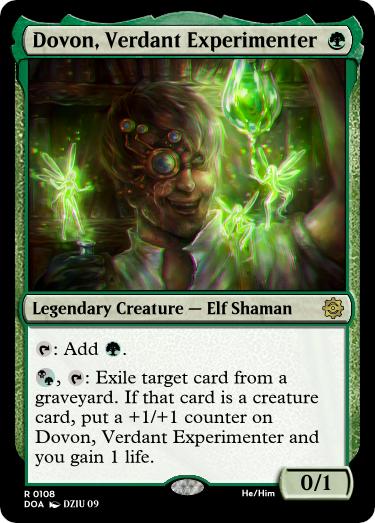 Dovon, Verdant Experimenter
Legendary Creature — Elf Shaman
: Add .
, : Exile target card from a
graveyard. If that card is a creature
card, put a +1/+1 counter on
Dovon, Verdant Experimenter and
you gain 1 life.
0/1
R 0108
He/Him
DOA DZIU 09